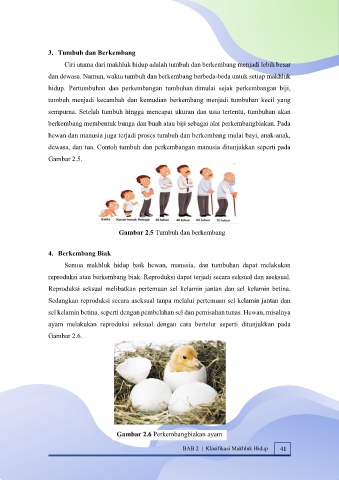 3. Tumbuh dan Berkembang
Ciri utama dari makhluk hidup adalah tumbuh dan berkembang menjadi lebih besar
dan dewasa. Namun, waktu tumbuh dan berkembang berbeda-beda untuk setiap makhluk
hidup. Pertumbuhan dan perkembangan tumbuhan dimulai sejak perkembangan biji,
tumbuh menjadi kecambah dan kemudian berkembang menjadi tumbuhan kecil yang
sempurna. Setelah tumbuh hingga mencapai ukuran dan usia tertentu, tumbuhan akan
berkembang membentuk bunga dan buah atau biji sebagai alat perkembangbiakan. Pada
hewan dan manusia juga terjadi proses tumbuh dan berkembang mulai bayi, anak-anak,
dewasa, dan tua. Contoh tumbuh dan perkembangan manusia ditunjukkan seperti pada
Gambar 2.5.
Balita Kanak-kanak Remaja 20 tahun 40 tahun 50 tahun 70 tahun
Gambar 2.5 Tumbuh dan berkembang
4. Berkembang Biak
Semua makhluk hidup baik hewan, manusia, dan tumbuhan dapat melakukan
reproduksi atau berkembang biak. Reproduksi dapat terjadi secara seksual dan aseksual.
Reproduksi seksual melibatkan pertemuan sel kelamin jantan dan sel kelamin betina.
Sedangkan reproduksi secara aseksual tanpa melalui pertemuan sel kelamin jantan dan
sel kelamin betina, seperti dengan pembelahan sel dan pemisahan tunas. Hewan, misalnya
ayam melakukan reproduksi seksual dengan cara bertelur seperti ditunjukkan pada
Gambar 2.6.
Gambar 2.6 Perkembangbiakan ayam
BAB 2 | Klasifikasi Makhluk Hidup 41